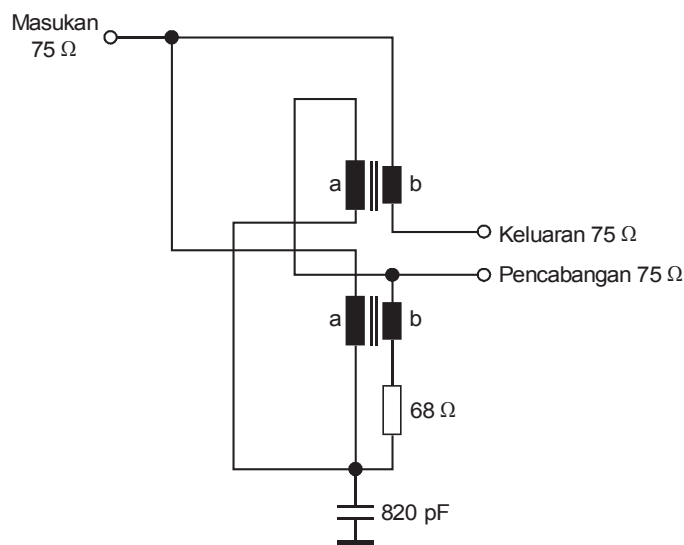 Masukan
75 Ω
a
b
Keluaran 75 Ω
Pencabangan 75 Ω
a
b
68 Ω
820 pF